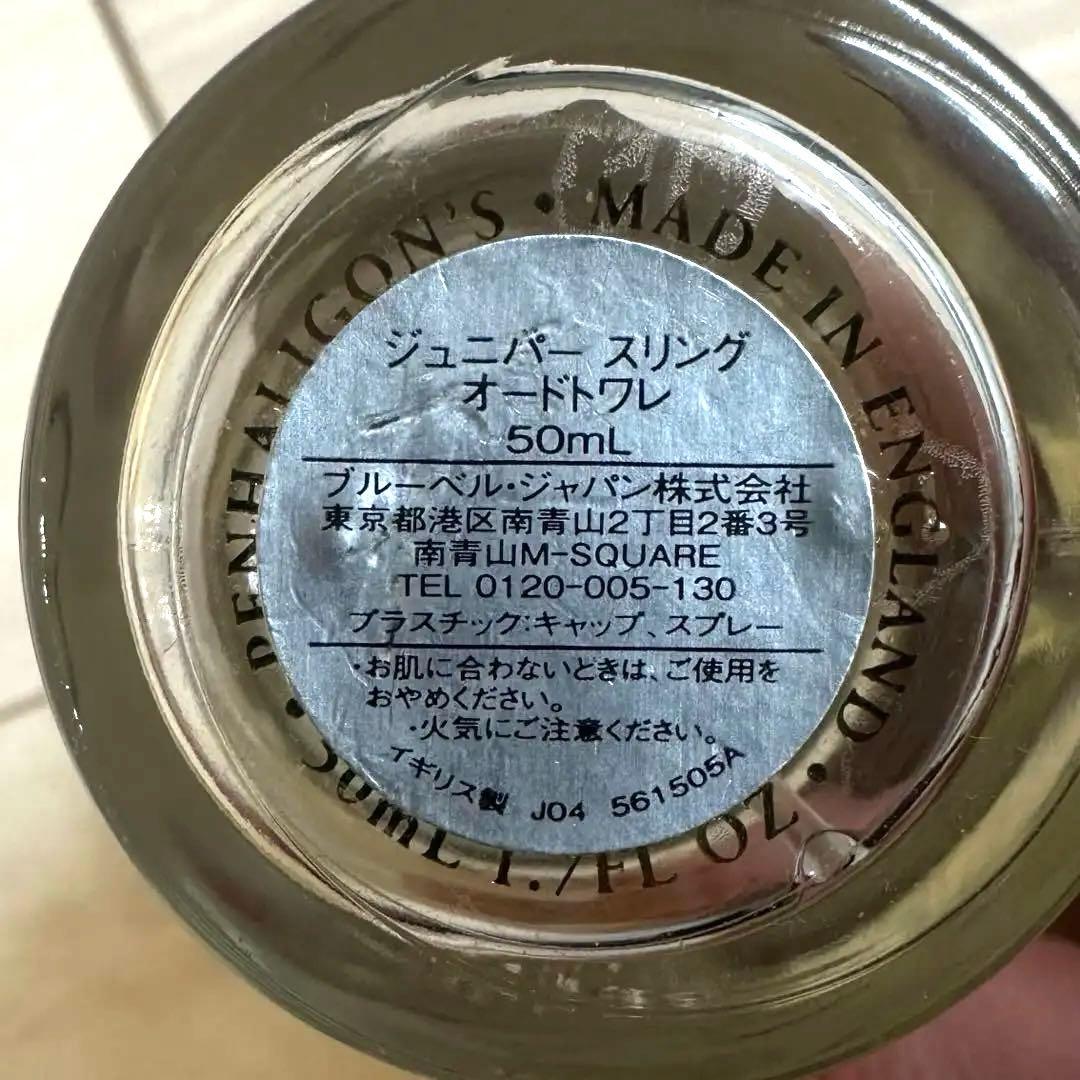 PENHALIGON'S • MADE IN ENGLAND •
ジュニパー スリング
オードトワレ
50mL
ブルーベル・ジャパン株式会社
東京都港区南青山2丁目2番3号
南青山M-SQUARE
TEL 0120-005-130
プラスチック:キャップ、スプレー
・お肌に合わないときは、ご使用を
おやめください。
・火気にご注意ください。
イギリス製 J04 561505A
• 50mL 1.7FL OZ